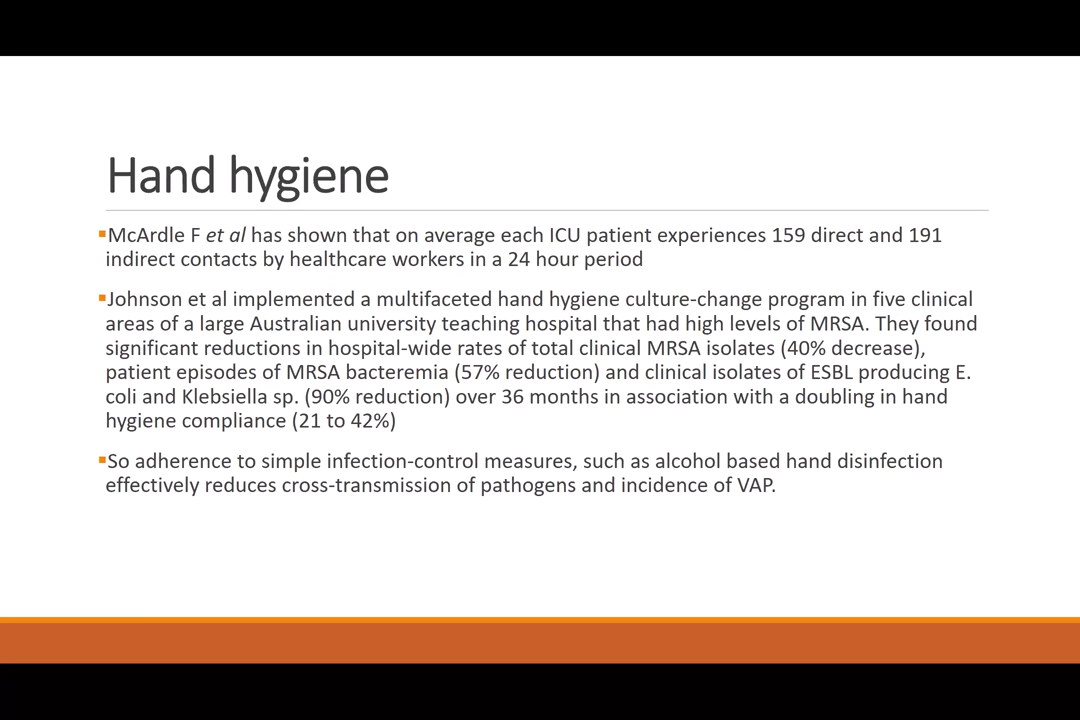 Hand hygiene
▪McArdle F et al has shown that on average each ICU patient experiences 159 direct and 191
indirect contacts by healthcare workers in a 24 hour period
▪Johnson et al implemented a multifaceted hand hygiene culture-change program in five clinical
areas of a large Australian university teaching hospital that had high levels of MRSA. They found
significant reductions in hospital-wide rates of total clinical MRSA isolates (40% decrease),
patient episodes of MRSA bacteremia (57% reduction) and clinical isolates of ESBL producing E.
coli and Klebsiella sp. (90% reduction) over 36 months in association with a doubling in hand
hygiene compliance (21 to 42%)
▪So adherence to simple infection-control measures, such as alcohol based hand disinfection
effectively reduces cross-transmission of pathogens and incidence of VAP.